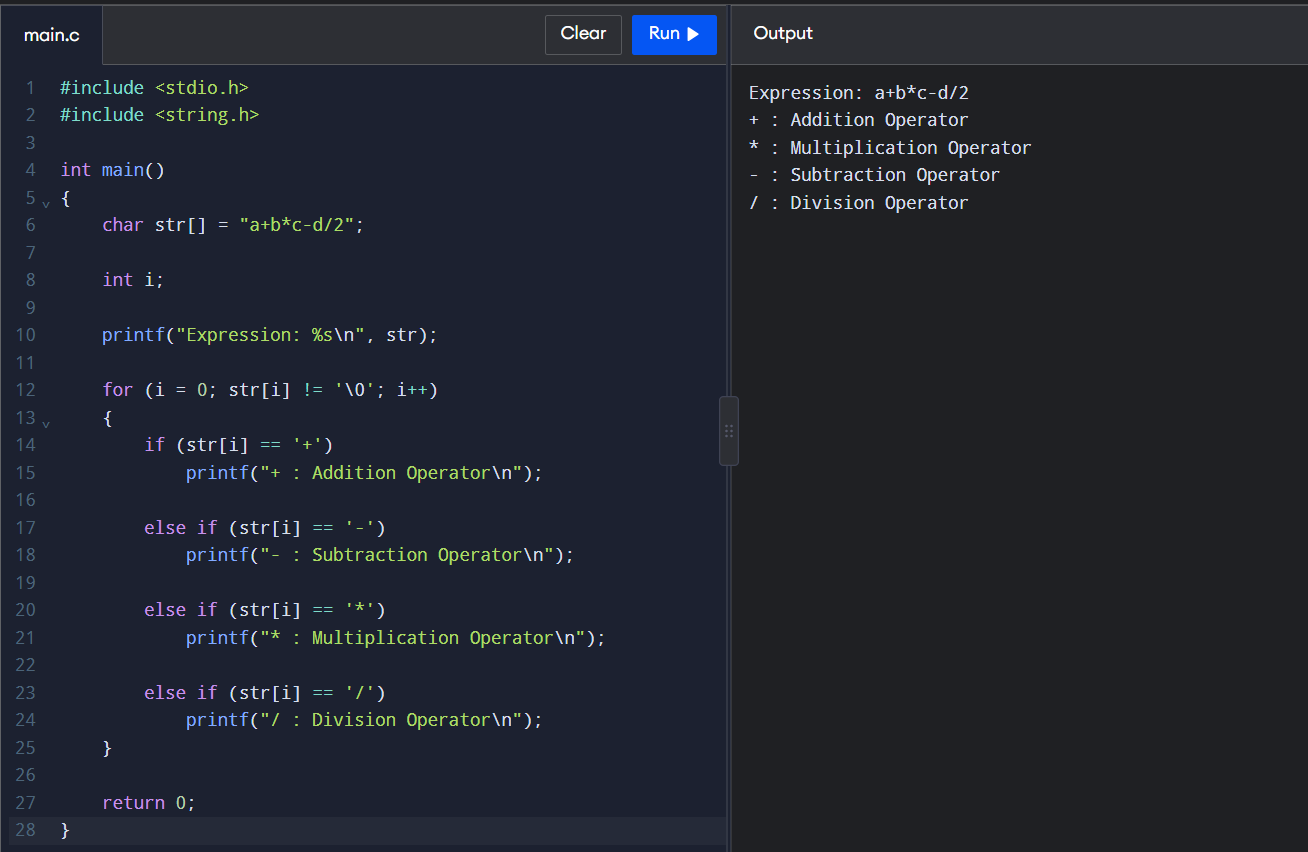 main.c
Clear
Run
1 #include <stdio.h>
2 #include <string.h>
3
4 int main()
5 {
6     char str[] = "a+b*c-d/2";
7
8     int i;
9
10     printf("Expression: %s\n", str);
11
12     for (i = 0; str[i] != '\0'; i++)
13     {
14         if (str[i] == '+')
15             printf("+ : Addition Operator\n");
16
17         else if (str[i] == '-')
18             printf("- : Subtraction Operator\n");
19
20         else if (str[i] == '*')
21             printf("* : Multiplication Operator\n");
22
23         else if (str[i] == '/')
24             printf("/ : Division Operator\n");
25     }
26
27     return 0;
28 }
Output
Expression: a+b*c-d/2
+ : Addition Operator
* : Multiplication Operator
- : Subtraction Operator
/ : Division Operator